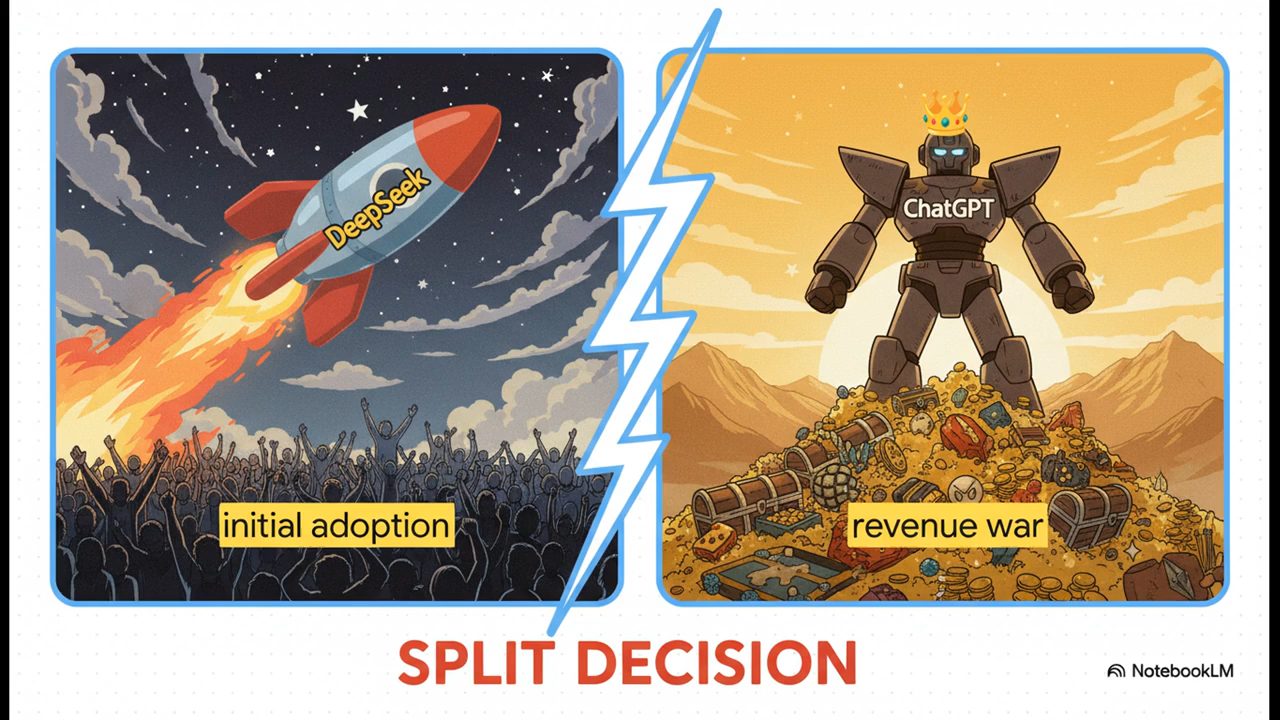 DeepSeek
ChatGPT
initial adoption
revenue war
SPLIT DECISION
NotebookLM